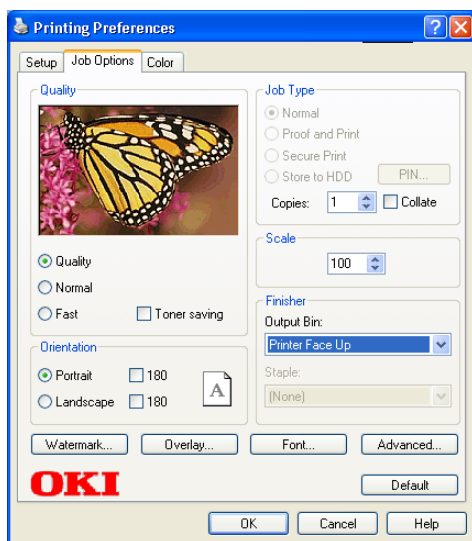 Printing Preferences
Setup
Job Options
Color
Quality
Quality
Normal
Fast
Toner saving
Orientation
Portrait
180
Landscape
180
A
Job Type
Normal
Proof and Print
Secure Print
Store to HDD
PIN...
Copies:
1
Collate
Scale
100
Finisher
Output Bin:
Printer Face Up
Staple:
(None)
Watermark...
Overlay...
Font...
Advanced...
OKI
Default
OK
Cancel
Help